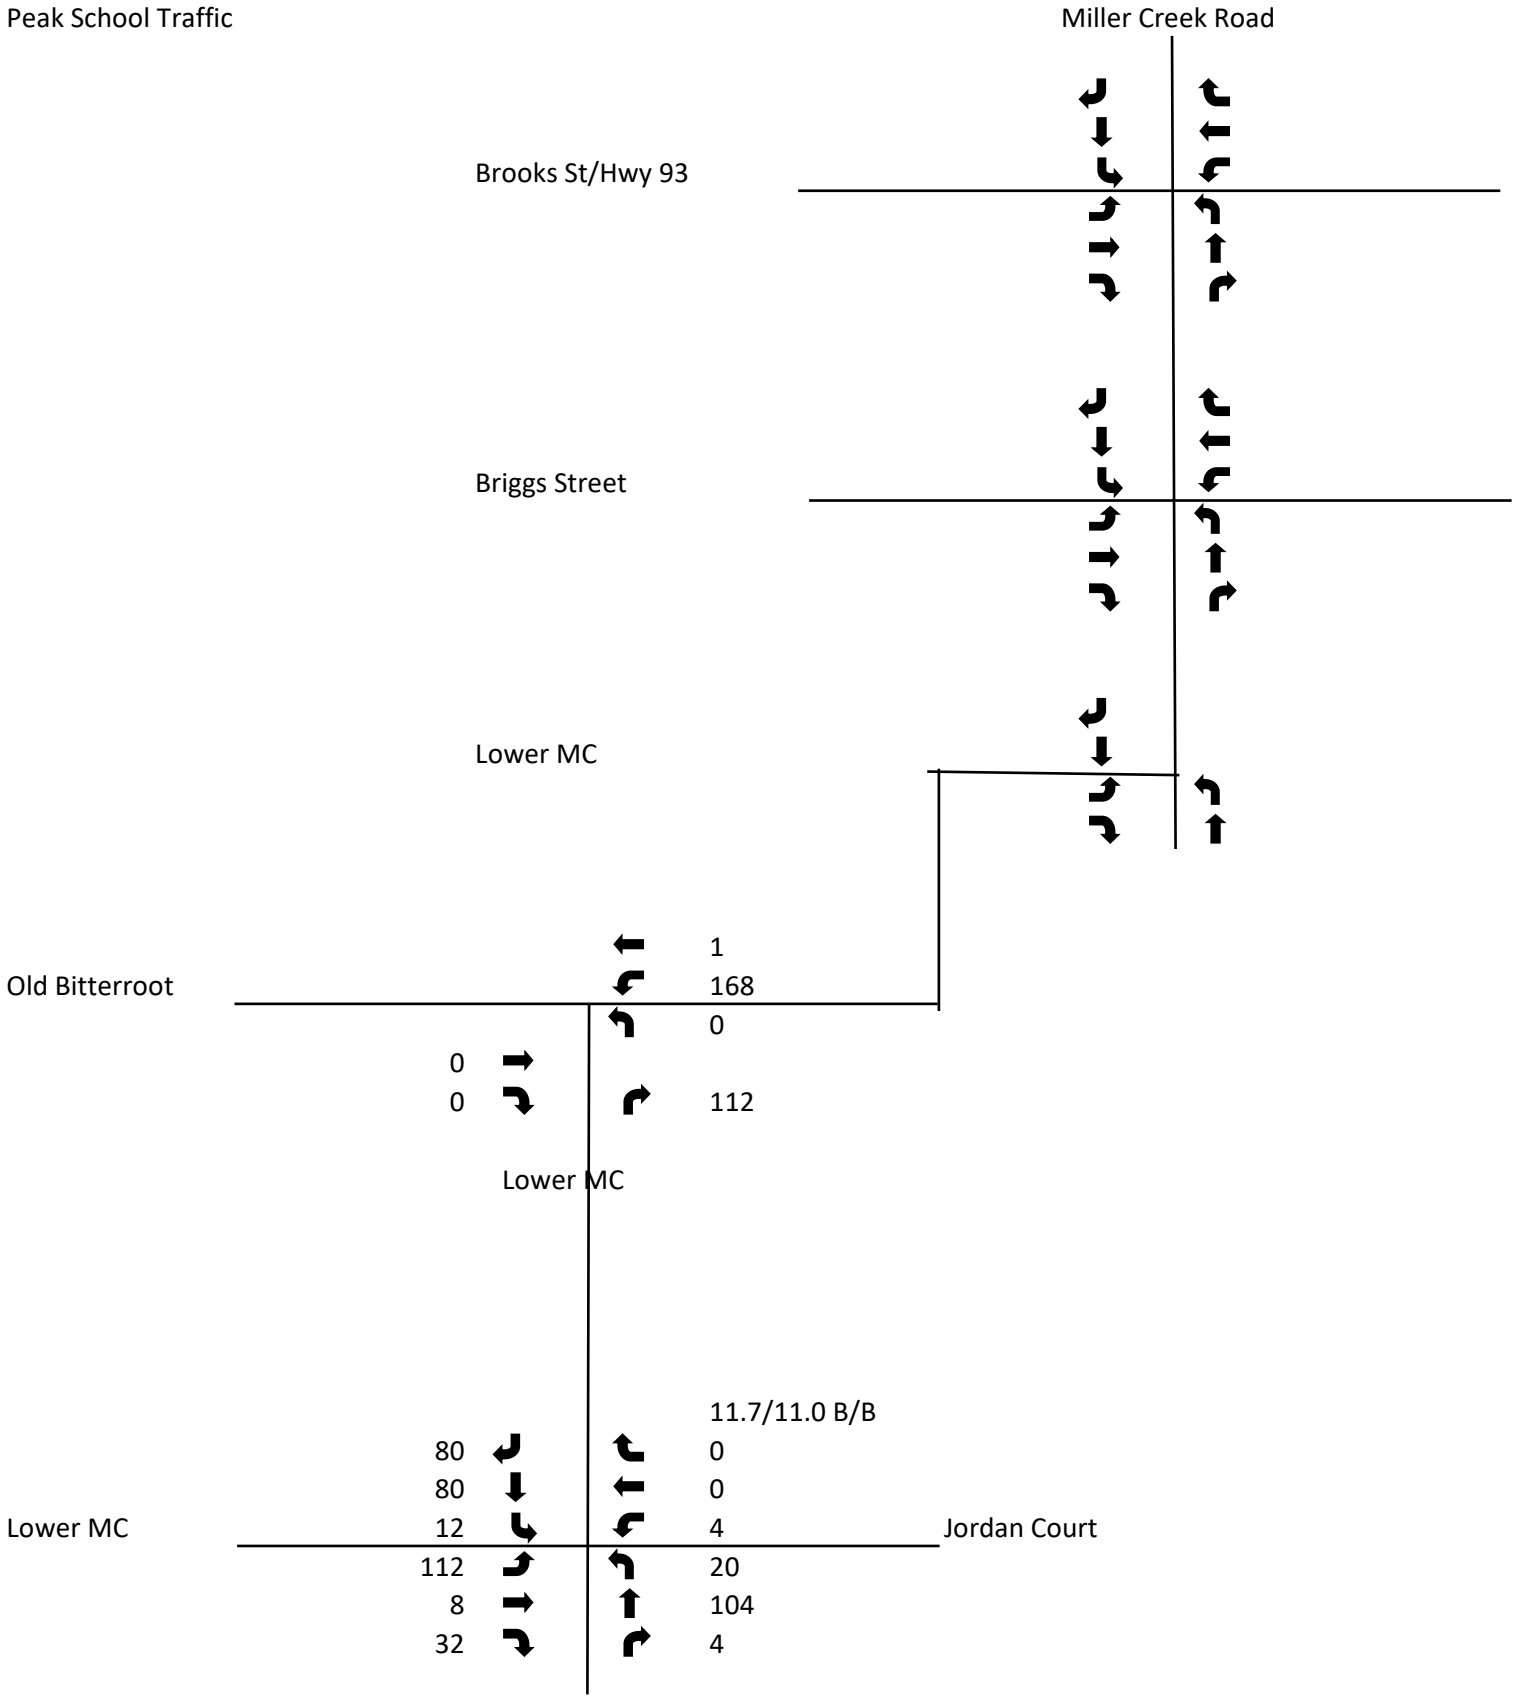 Peak School Traffic
Miller Creek Road
Brooks St/Hwy 93
Briggs Street
Lower MC
1
Old Bitterroot
168
0
0
0
112
Lower MC
11.7/11.0 B/B
80
0
80
0
Lower MC
12
4
Jordan Court
112
20
8
104
32
4